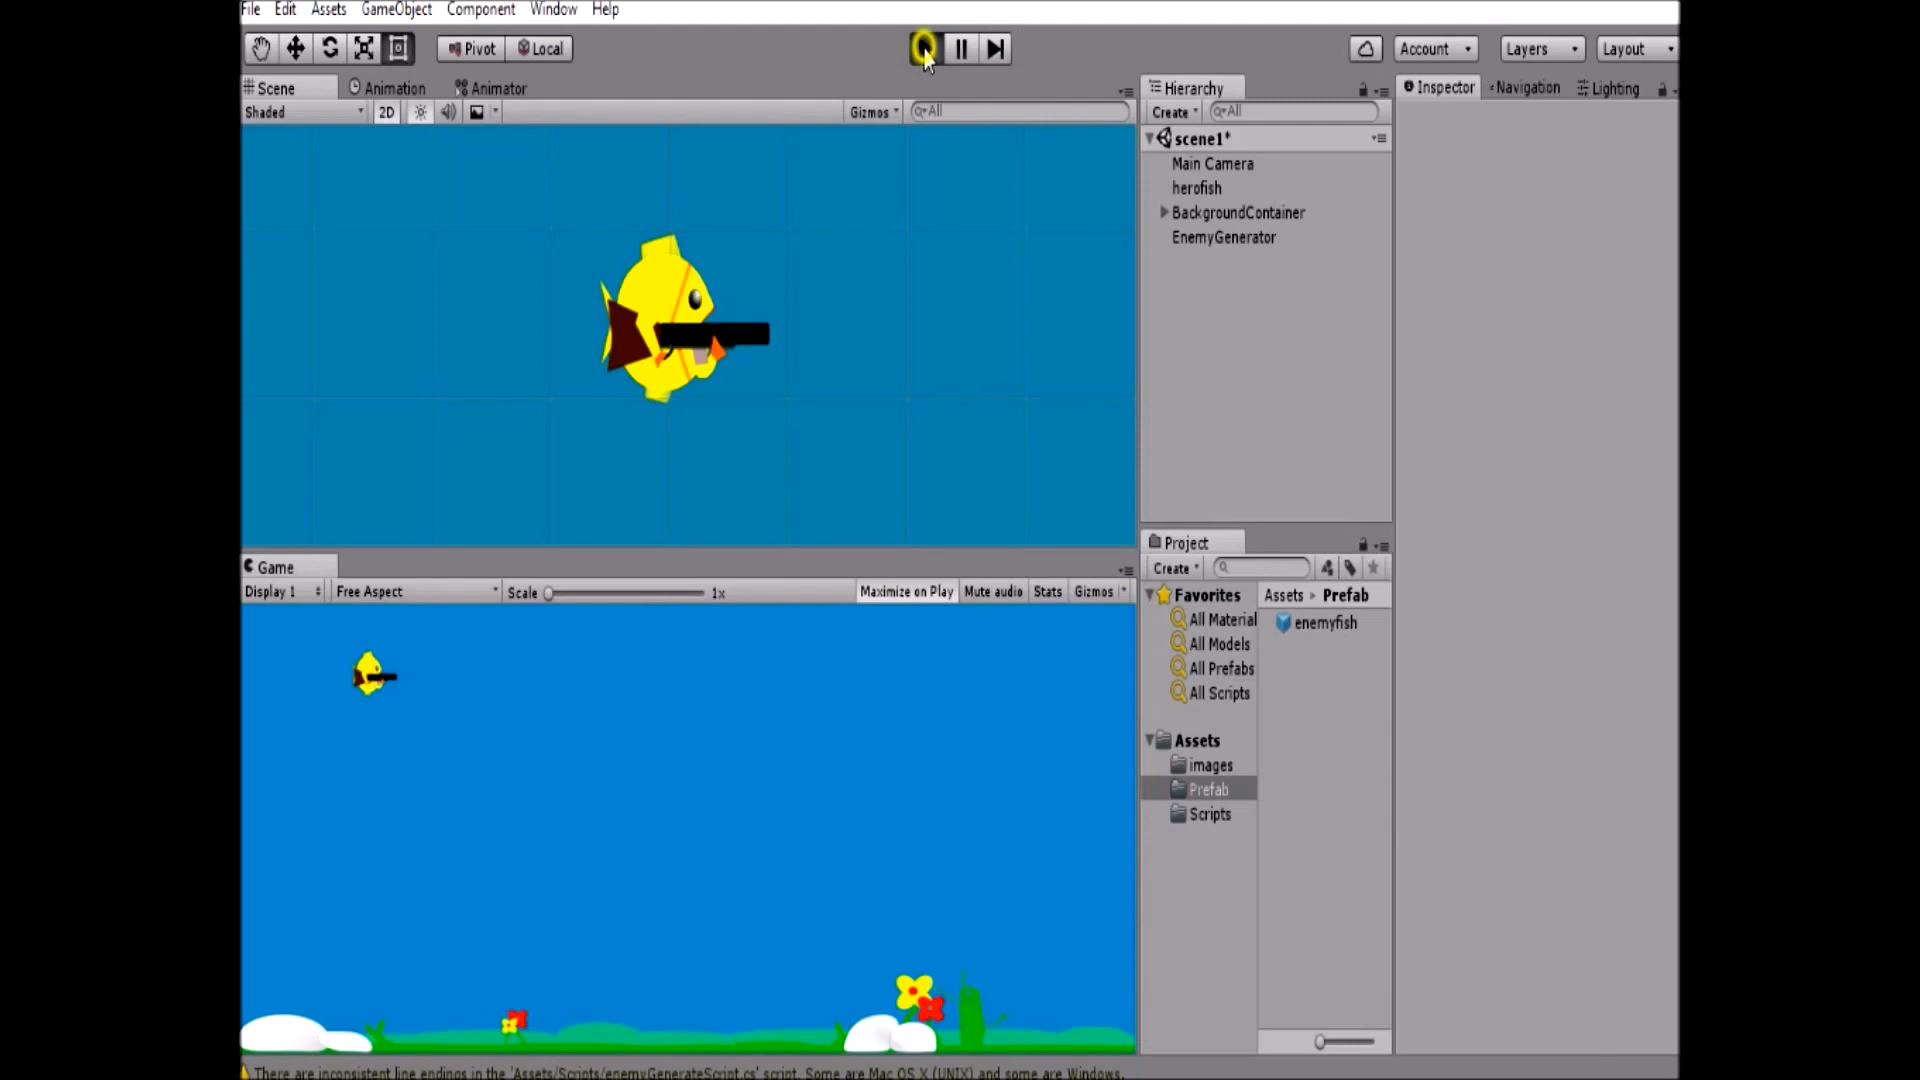 File Edit Assets GameObject Component Window Help
Pivot Local Account Layers Layout
Scene Animation Animator
Shaded 2D Gizmos All
Hierarchy
Create All
scene1*
Main Camera
herofish
BackgroundContainer
EnemyGenerator
Inspector Navigation Lighting
Game
Display 1 Free Aspect Scale 1x Maximize on Play Mute audio Stats Gizmos
Project
Create
Favorites
All Material
All Models
All Prefabs
All Scripts
Assets
images
Prefab
Scripts
Assets Prefab
enemyfish
There are inconsistent line endings in the 'Assets/Scripts/enemyGenerateScript.cs' script. Some are Mac OS X (UNIX) and some are Windows.